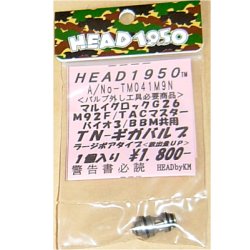 HEAD1950
HEAD1950™
A/No-TM041M9N
<バルブ外し工具必要商品>
マルイグロックG26
M92F/TACマスター
バイオ3/BBM共用
TN-ギガバルブ
ラージポアタイプ<放出量UP>
1個入り ¥1,800-
警告書必読 HEADbyKM